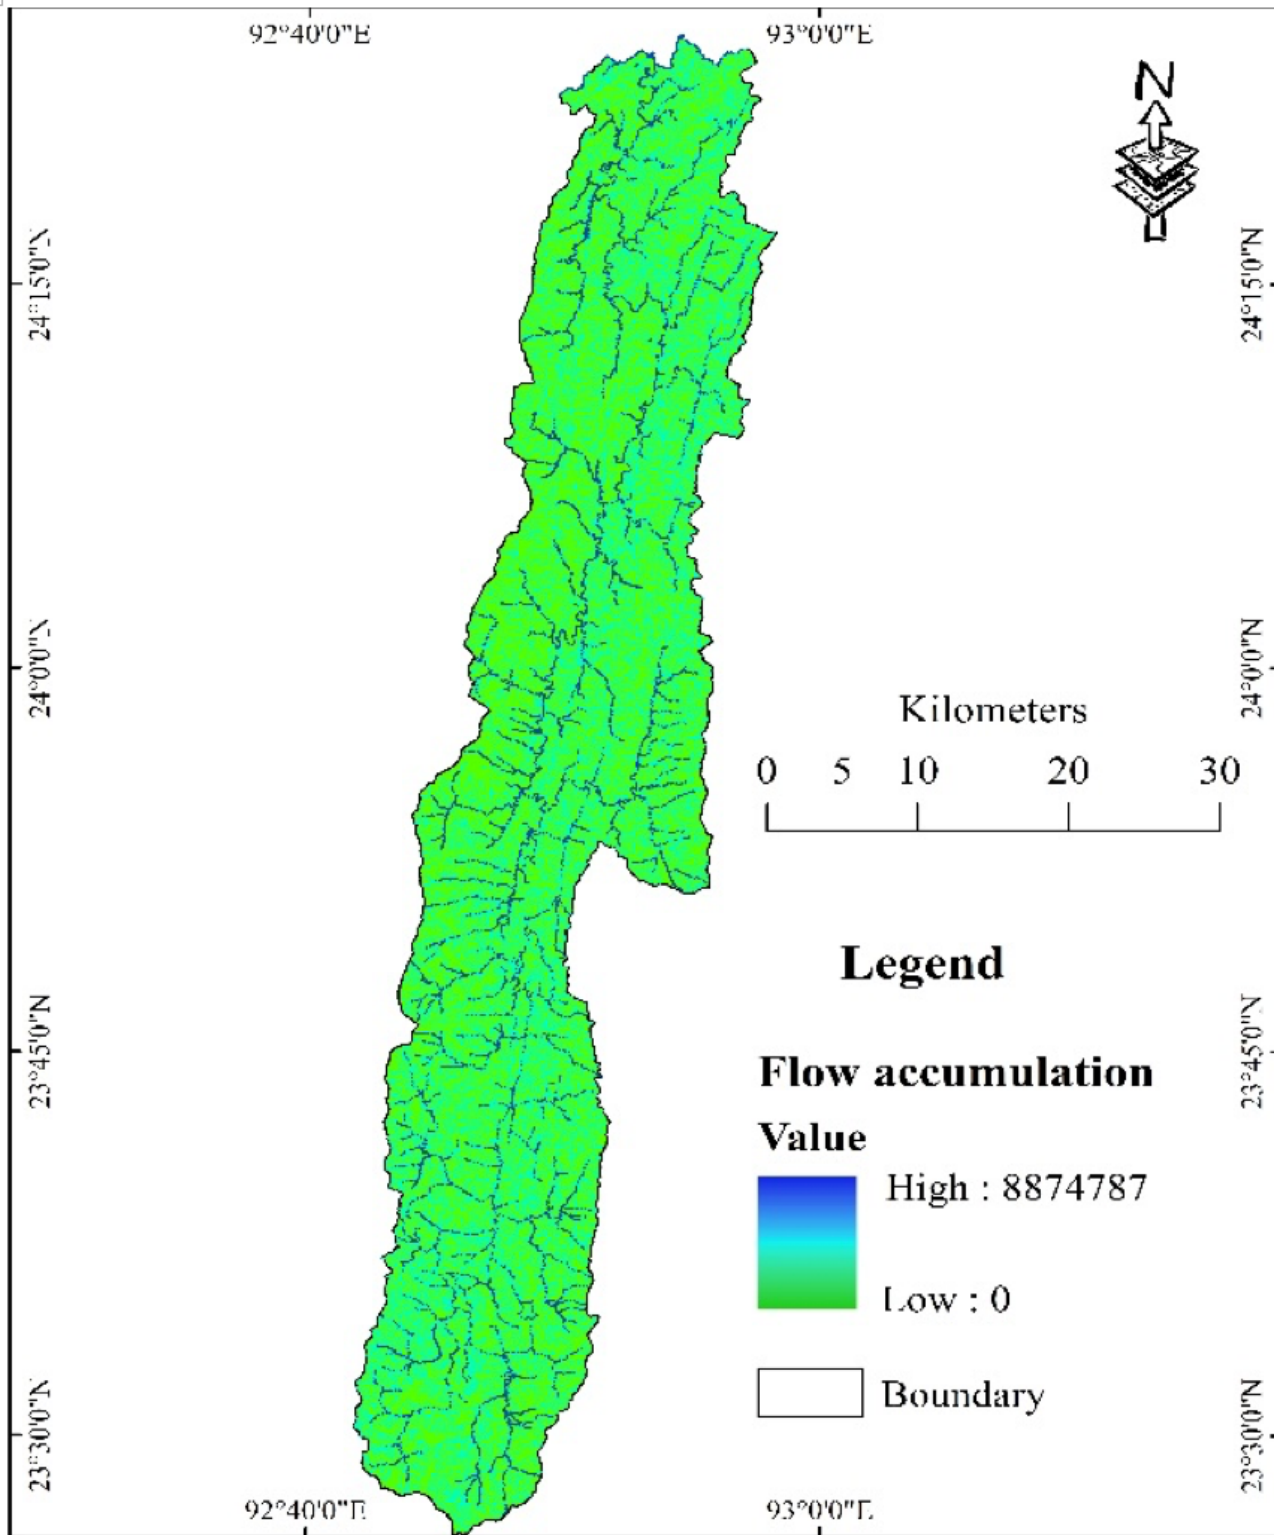 92°40'0"E 93°0'0"E
N
24°15'0"N 24°15'0"N
24°0'0"N 24°0'0"N
Kilometers
0 5 10 20 30
Legend
Flow accumulation
Value
High : 8874787
Low : 0
Boundary
23°45'0"N 23°45'0"N
23°30'0"N 23°30'0"N
92°40'0"E 93°0'0"E